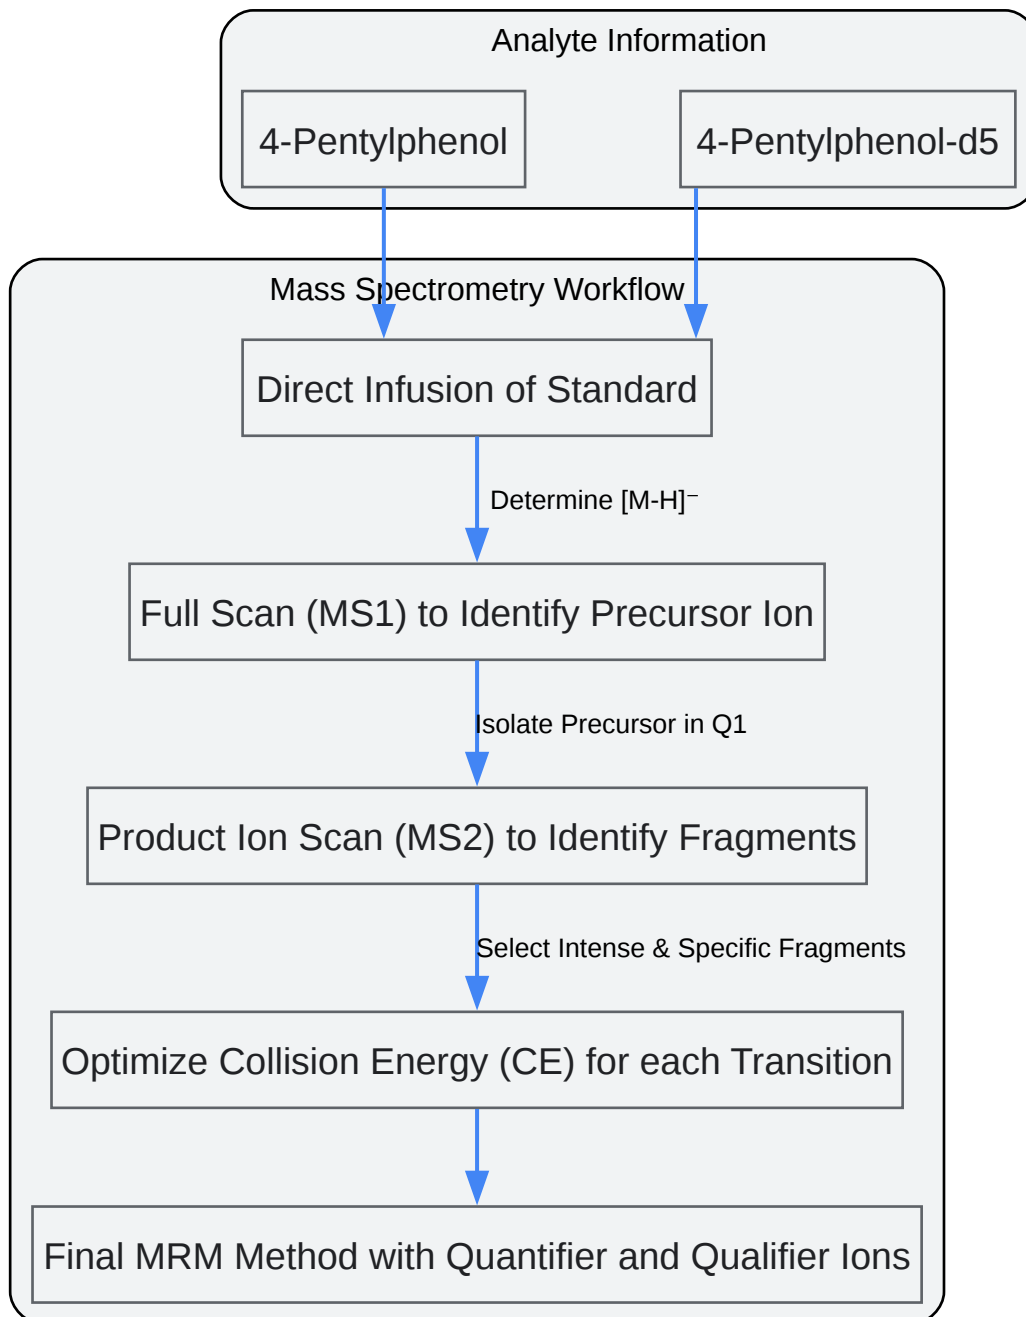 Analyte Information
4-Pentylphenol
4-Pentylphenol-d5
Mass Spectrometry Workflow
Direct Infusion of Standard
Determine [M-H]⁻
Full Scan (MS1) to Identify Precursor Ion
Isolate Precursor in Q1
Product Ion Scan (MS2) to Identify Fragments
Select Intense & Specific Fragments
Optimize Collision Energy (CE) for each Transition
Final MRM Method with Quantifier and Qualifier Ions